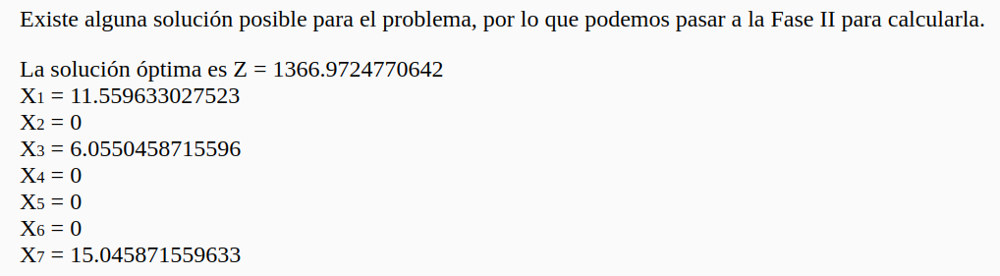 Existe alguna solución posible para el problema, por lo que podemos pasar a la Fase II para calcularla.
La solución óptima es Z = 1366.9724770642
X1 = 11.559633027523
X2 = 0
X3 = 6.0550458715596
X4 = 0
X5 = 0
X6 = 0
X7 = 15.045871559633